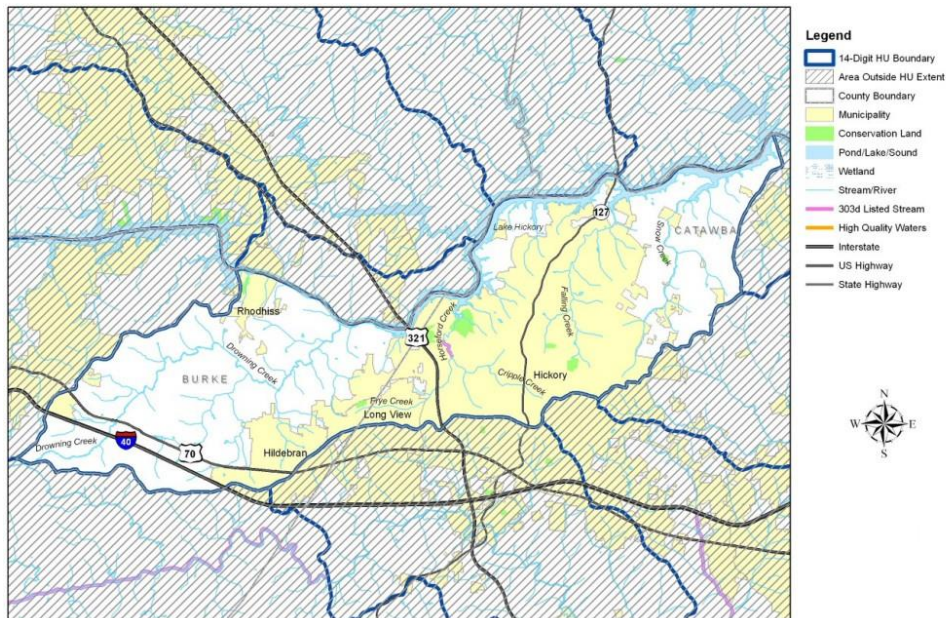 Legend
14-Digit HU Boundary
Area Outside HU Extent
County Boundary
Municipality
Conservation Land
Pond/Lake/Sound
Wetland
Stream/River
303d Listed Stream
High Quality Waters
Interstate
US Highway
State Highway
127
Lake Hickory
Snow Creek
CATAWBA
Rhodhiss
Falling Creek
321
Horseford Creek
Drowning Creek
BURKE
Hickory
Cripple Creek
Frye Creek
Long View
Drowning Creek
40
70
Hildebran
N
W
E
S